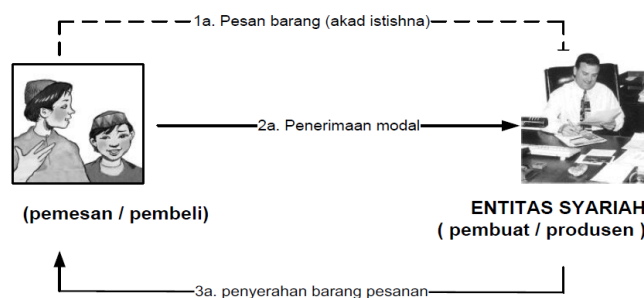 1a. Pesan barang (akad istishna)
2a. Penerimaan modal
(pemesan / pembeli)
ENTITAS SYARIAH
( pembuat / produsen )
3a. penyerahan barang pesanan